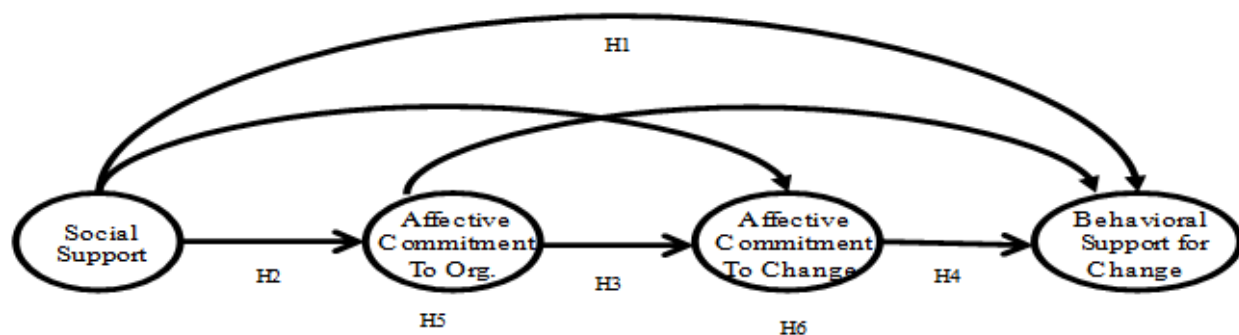 H1
Social
Support
Affective
Commitment
To Org.
Affective
Commitment
To Change
Behavioral
Support for
Change
H2
H3
H4
H5
H6